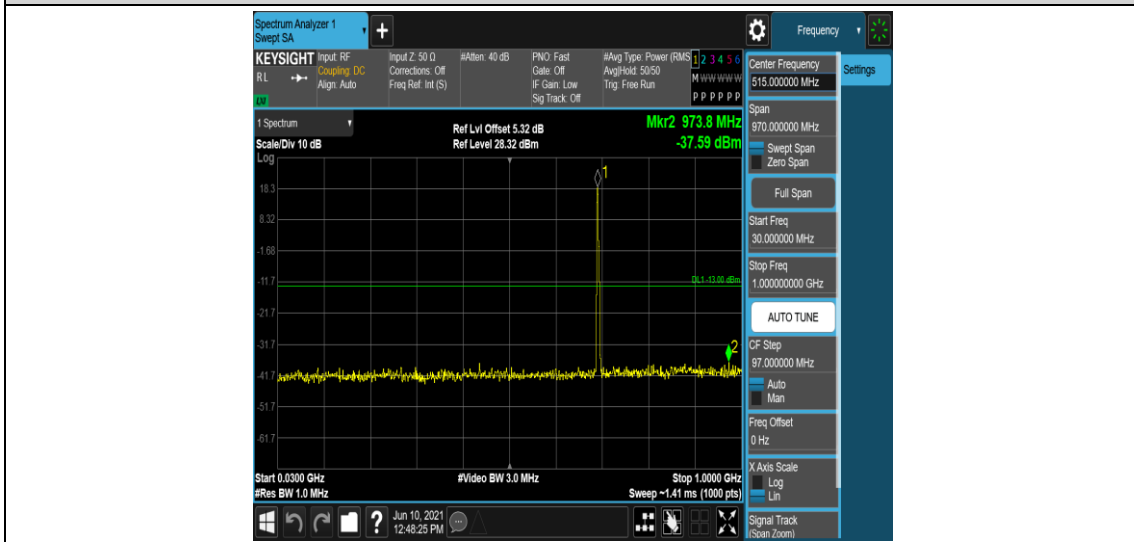 Spectrum Analyzer 1
Swept SA
+
Frequency
KEYSIGHT
RL
LXI
Input: RF
Coupling: DC
Align: Auto
Input Z: 50 Ω
Corrections: Off
Freq Ref: Int (S)
#Atten: 40 dB
PNO: Fast
Gate: Off
IF Gain: Low
Sig Track: Off
#Avg Type: Power (RMS
Avg|Hold: 50/50
Trig: Free Run
1 2 3 4 5 6
M W W W W W
P P P P P P
1 Spectrum
Scale/Div 10 dB
Log
Ref Lvl Offset 5.32 dB
Ref Level 28.32 dBm
Mkr2 973.8 MHz
-37.59 dBm
18.3
8.32
-1.68
-11.7
-21.7
-31.7
-41.7
-51.7
-61.7
1
DL1 -13.00 dBm
2
Start 0.0300 GHz
#Res BW 1.0 MHz
#Video BW 3.0 MHz
Stop 1.0000 GHz
Sweep ~1.41 ms (1000 pts)
?
Jun 10, 2021
12:48:25 PM
Center Frequency
515.000000 MHz
Settings
Span
970.000000 MHz
Swept Span
Zero Span
Full Span
Start Freq
30.000000 MHz
Stop Freq
1.000000000 GHz
AUTO TUNE
CF Step
97.000000 MHz
Auto
Man
Freq Offset
0 Hz
X Axis Scale
Log
Lin
Signal Track
(Span Zoom)